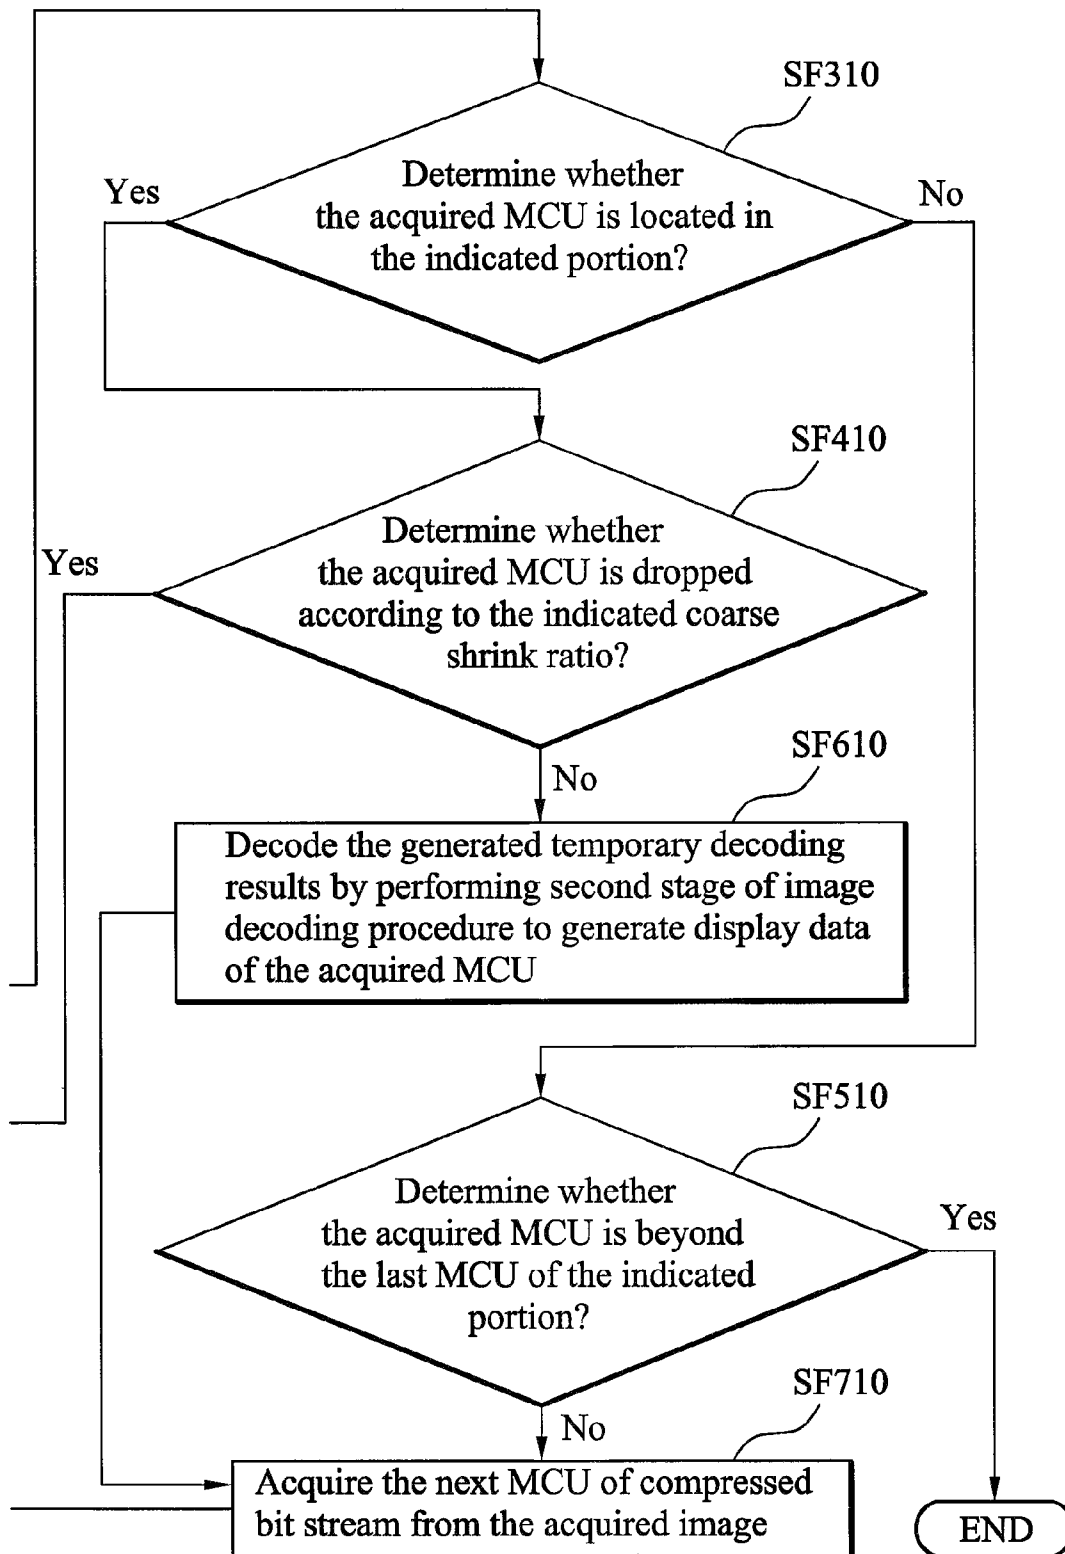 SF310
Determine whether
the acquired MCU is located in
the indicated portion?
Yes
No
SF410
Determine whether
the acquired MCU is dropped
according to the indicated coarse
shrink ratio?
Yes
No
SF610
Decode the generated temporary decoding
results by performing second stage of image
decoding procedure to generate display data
of the acquired MCU
SF510
Determine whether
the acquired MCU is beyond
the last MCU of the indicated
portion?
Yes
No
SF710
Acquire the next MCU of compressed
bit stream from the acquired image
END